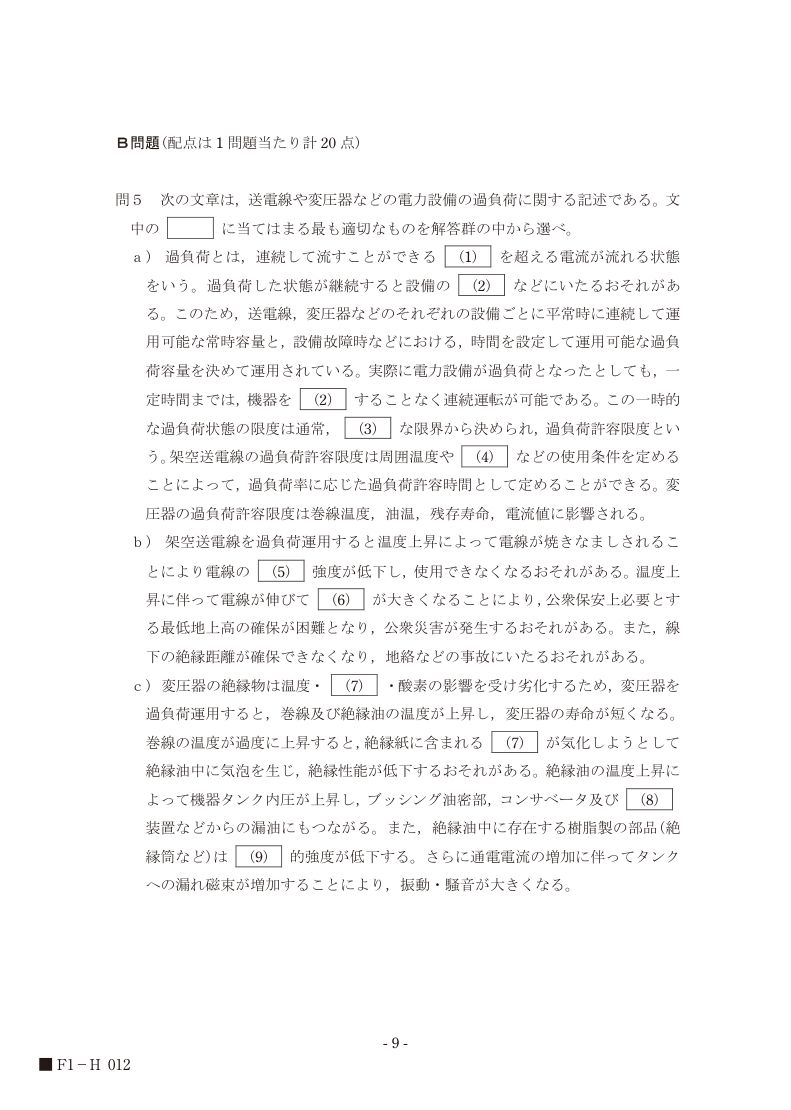 B問題(配点は1問題当たり計20点)
問5　次の文章は，送電線や変圧器などの電力設備の過負荷に関する記述である。文
中の　　　に当てはまる最も適切なものを解答群の中から選べ。
a) 過負荷とは，連続して流すことができる (1) を超える電流が流れる状態
をいう。過負荷した状態が継続すると設備の (2) などにいたるおそれがあ
る。このため，送電線，変圧器などのそれぞれの設備ごとに平常時に連続して運
用可能な常時容量と，設備故障時などにおける，時間を設定して運用可能な過負
荷容量を決めて運用されている。実際に電力設備が過負荷となったとしても，一
定時間までは，機器を (2) することなく連続運転が可能である。この一時的
な過負荷状態の限度は通常， (3) な限界から決められ，過負荷許容限度とい
う。架空送電線の過負荷許容限度は周囲温度や (4) などの使用条件を定める
ことによって，過負荷率に応じた過負荷許容時間として定めることができる。変
圧器の過負荷許容限度は巻線温度，油温，残存寿命，電流値に影響される。
b) 架空送電線を過負荷運用すると温度上昇によって電線が焼きなましされるこ
とにより電線の (5) 強度が低下し，使用できなくなるおそれがある。温度上
昇に伴って電線が伸びて (6) が大きくなることにより，公衆保安上必要とす
る最低地上高の確保が困難となり，公衆災害が発生するおそれがある。また，線
下の絶縁距離が確保できなくなり，地絡などの事故にいたるおそれがある。
c) 変圧器の絶縁物は温度・ (7) ・酸素の影響を受け劣化するため，変圧器を
過負荷運用すると，巻線及び絶縁油の温度が上昇し，変圧器の寿命が短くなる。
巻線の温度が過度に上昇すると，絶縁紙に含まれる (7) が気化しようとして
絶縁油中に気泡を生じ，絶縁性能が低下するおそれがある。絶縁油の温度上昇に
よって機器タンク内圧が上昇し，ブッシング油密部，コンサベータ及び (8)
装置などからの漏油にもつながる。また，絶縁油中に存在する樹脂製の部品(絶
縁筒など)は (9) 的強度が低下する。さらに通電電流の増加に伴ってタンク
への漏れ磁束が増加することにより，振動・騒音が大きくなる。
- 9 -
■F1－H 012